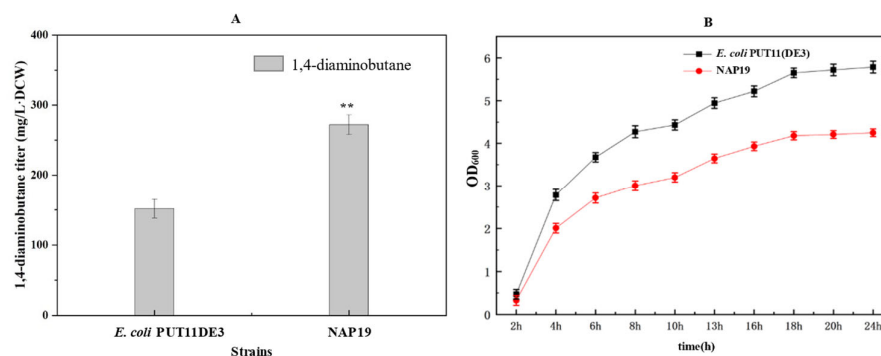 A
1,4-diaminobutane titer (mg/L·DCW)
400
300
200
100
0
1,4-diaminobutane
**
E. coli PUT11DE3
NAP19
Strains
B
OD600
6
5
4
3
2
1
0
E. coli PUT11(DE3)
NAP19
2h 4h 6h 8h 10h 13h 16h 18h 20h 24h
time(h)